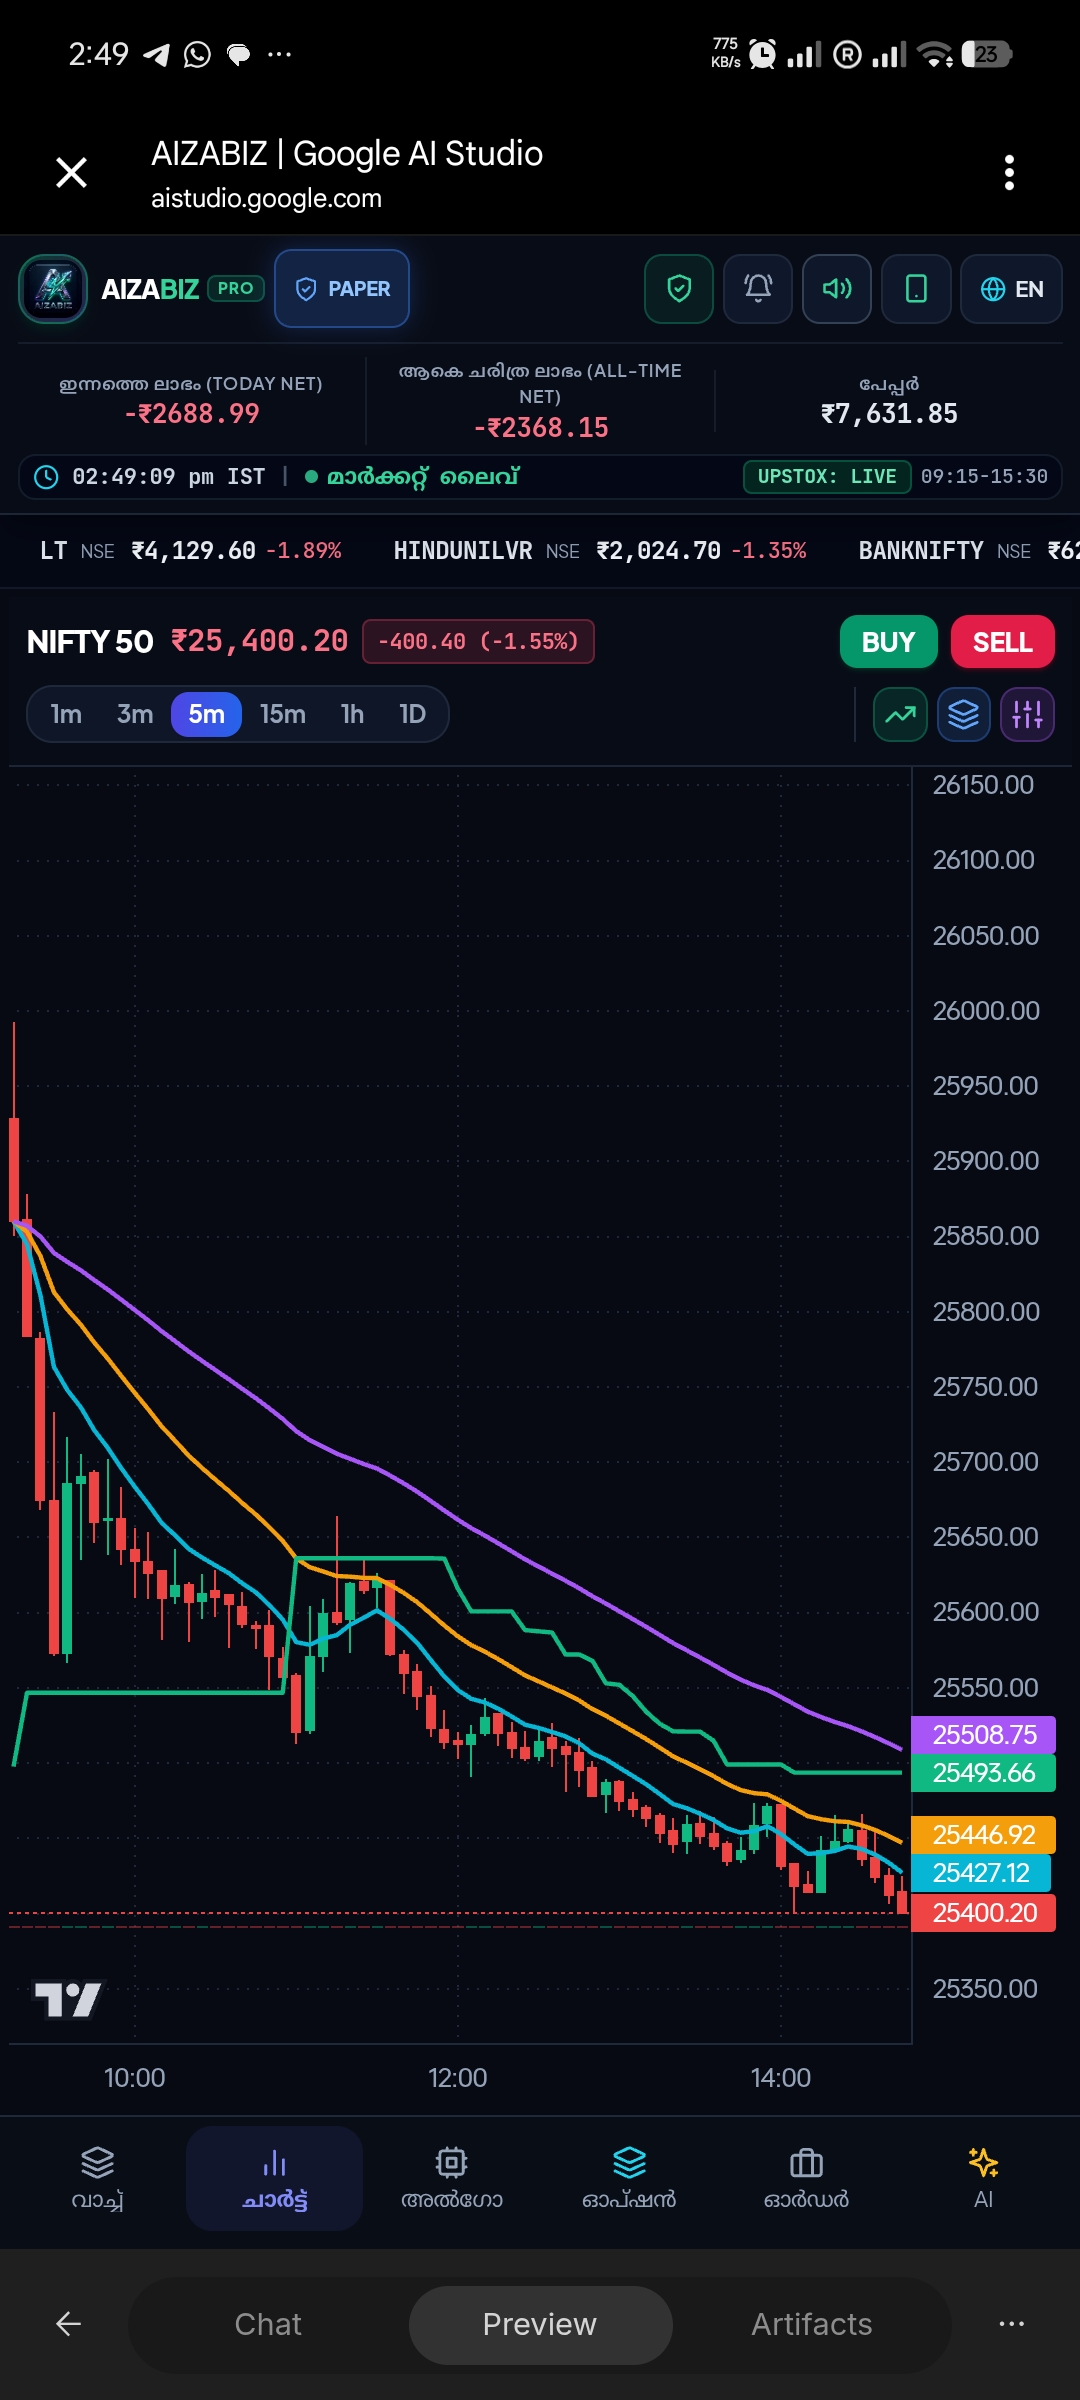 2:49 775 KB/s R 23
AIZABIZ | Google AI Studio
aistudio.google.com
AIZABIZ AIZABIZ PRO PAPER EN
ഇന്നത്തെ ലാഭം (TODAY NET)
-₹2688.99
ആകെ ചരിത്ര ലാഭം (ALL-TIME
NET)
-₹2368.15
പേപ്പർ
₹7,631.85
02:49:09 pm IST | മാർക്കറ്റ് ലൈവ് UPSTOX: LIVE 09:15-15:30
LT NSE ₹4,129.60 -1.89% HINDUNILVR NSE ₹2,024.70 -1.35% BANKNIFTY NSE ₹62
NIFTY 50 ₹25,400.20 -400.40 (-1.55%) BUY SELL
1m 3m 5m 15m 1h 1D
26150.00
26100.00
26050.00
26000.00
25950.00
25900.00
25850.00
25800.00
25750.00
25700.00
25650.00
25600.00
25550.00
25508.75
25493.66
25446.92
25427.12
25400.20
25350.00
10:00 12:00 14:00
വാച്ച് ചാർട്ട് അൽഗോ ഓപ്ഷൻ ഓർഡർ AI
Chat Preview Artifacts